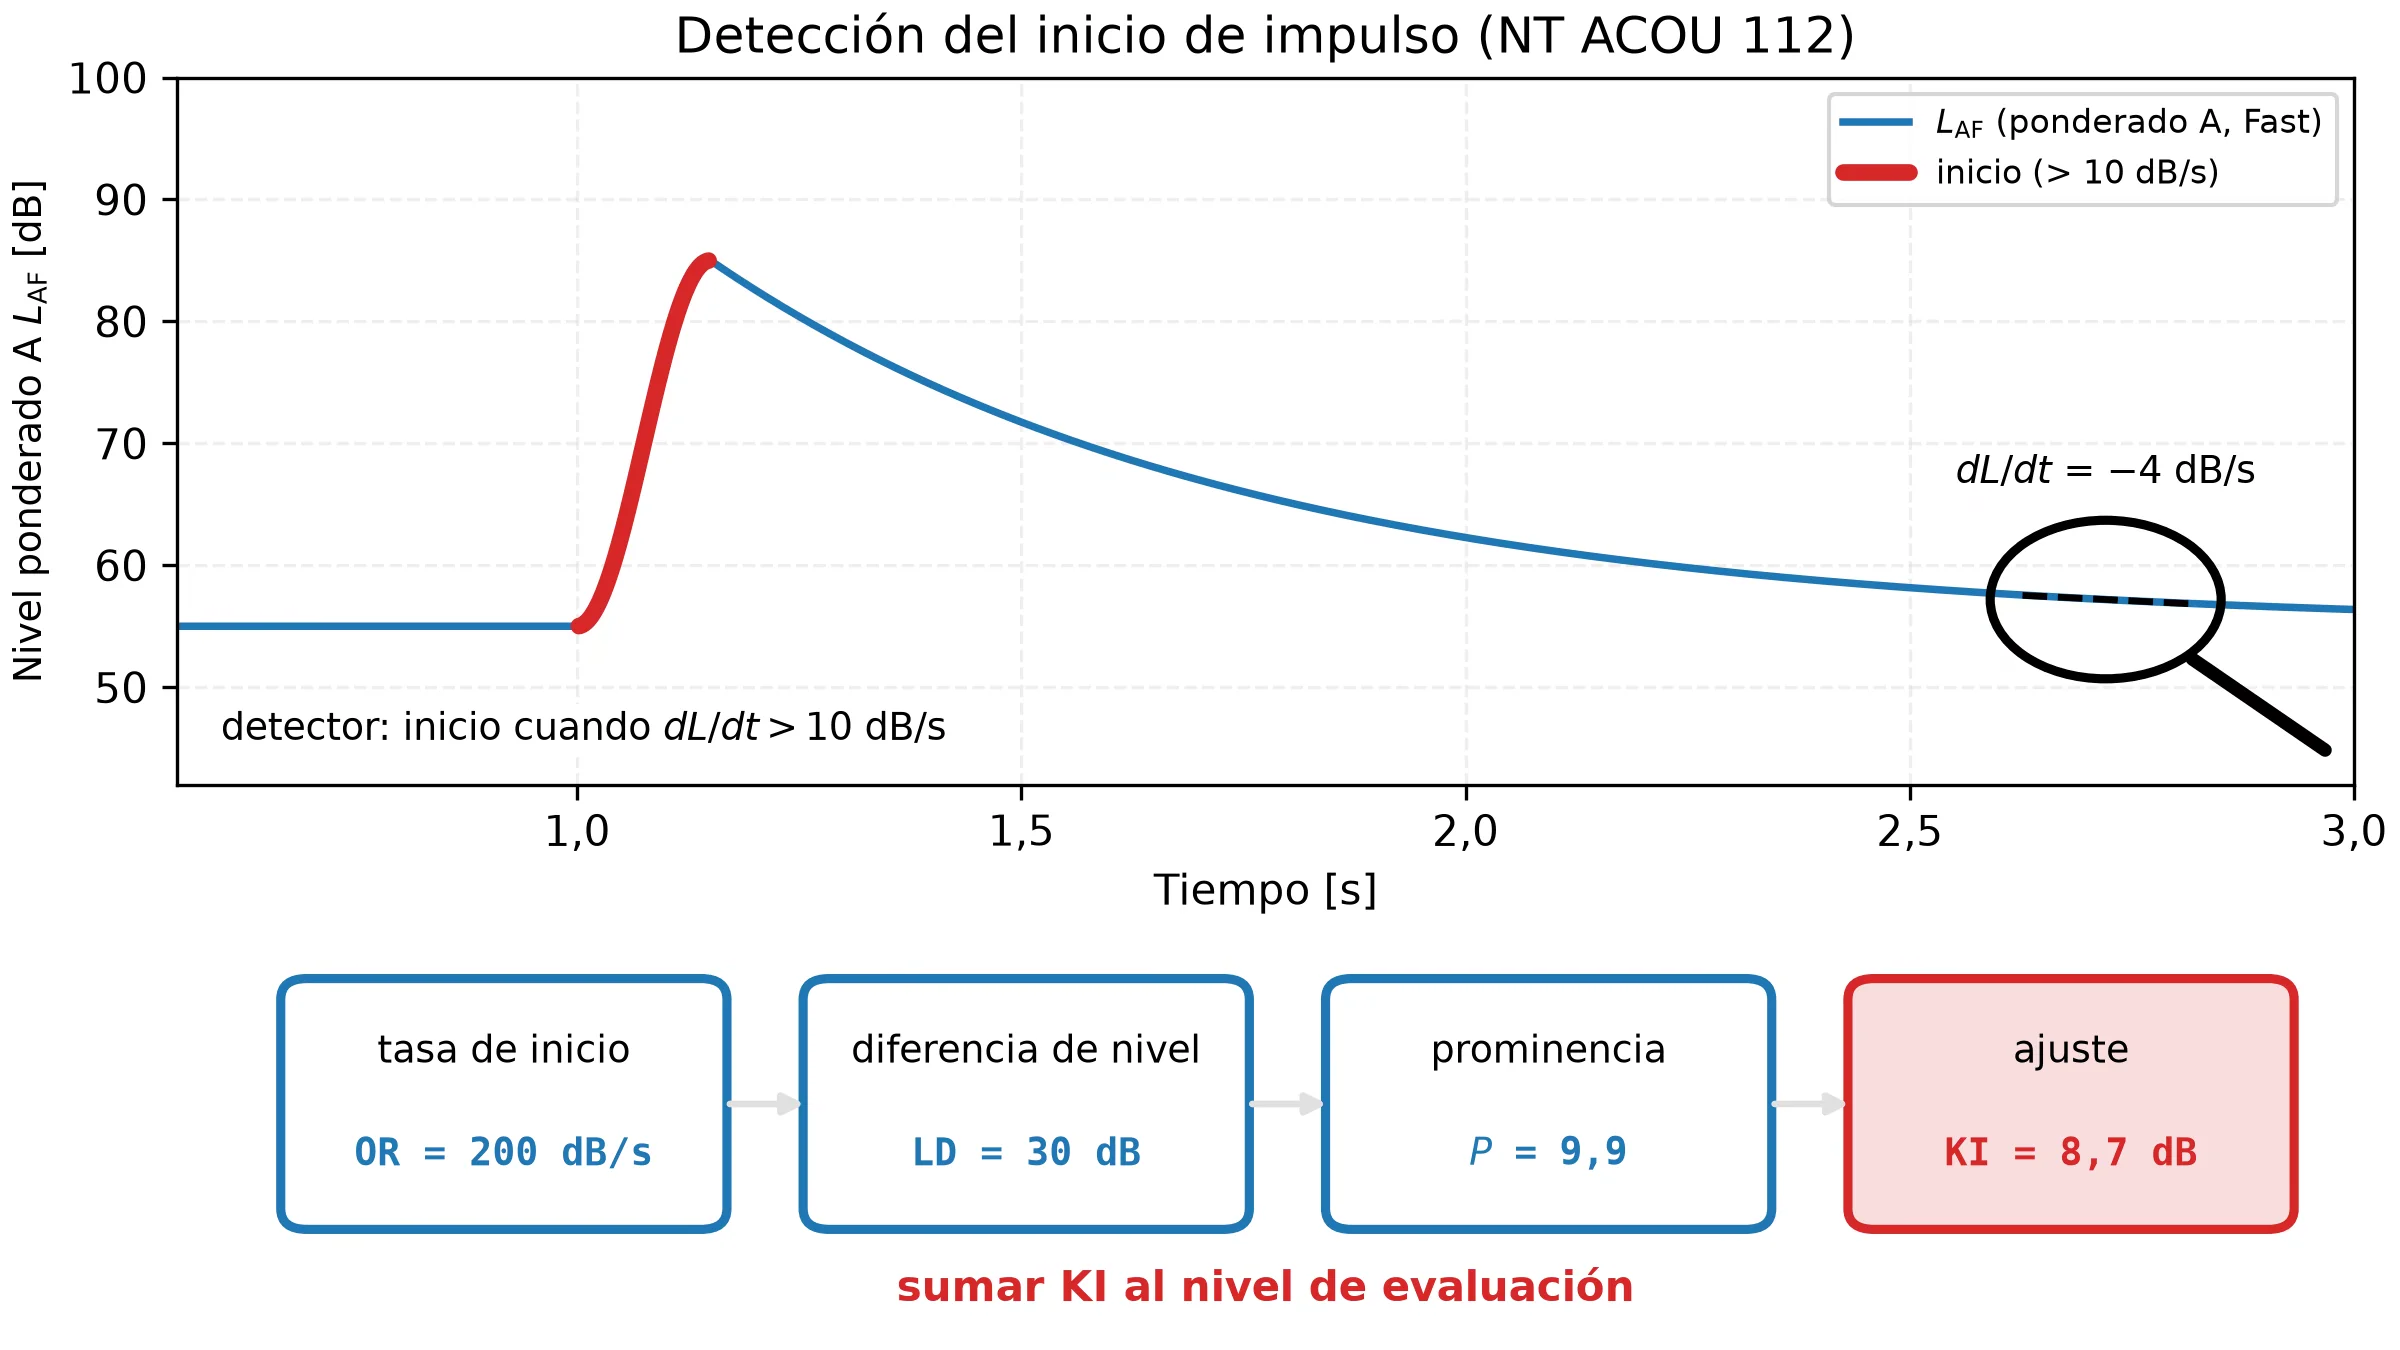 Detección del inicio de impulso (NT ACOU 112)
Nivel ponderado A L_AF [dB]
100
90
80
70
60
50
L_AF (ponderado A, Fast)
inicio (> 10 dB/s)
dL/dt = −4 dB/s
detector: inicio cuando dL/dt > 10 dB/s
1,0 1,5 2,0 2,5 3,0
Tiempo [s]
tasa de inicio
OR = 200 dB/s
diferencia de nivel
LD = 30 dB
prominencia
P = 9,9
ajuste
KI = 8,7 dB
sumar KI al nivel de evaluación